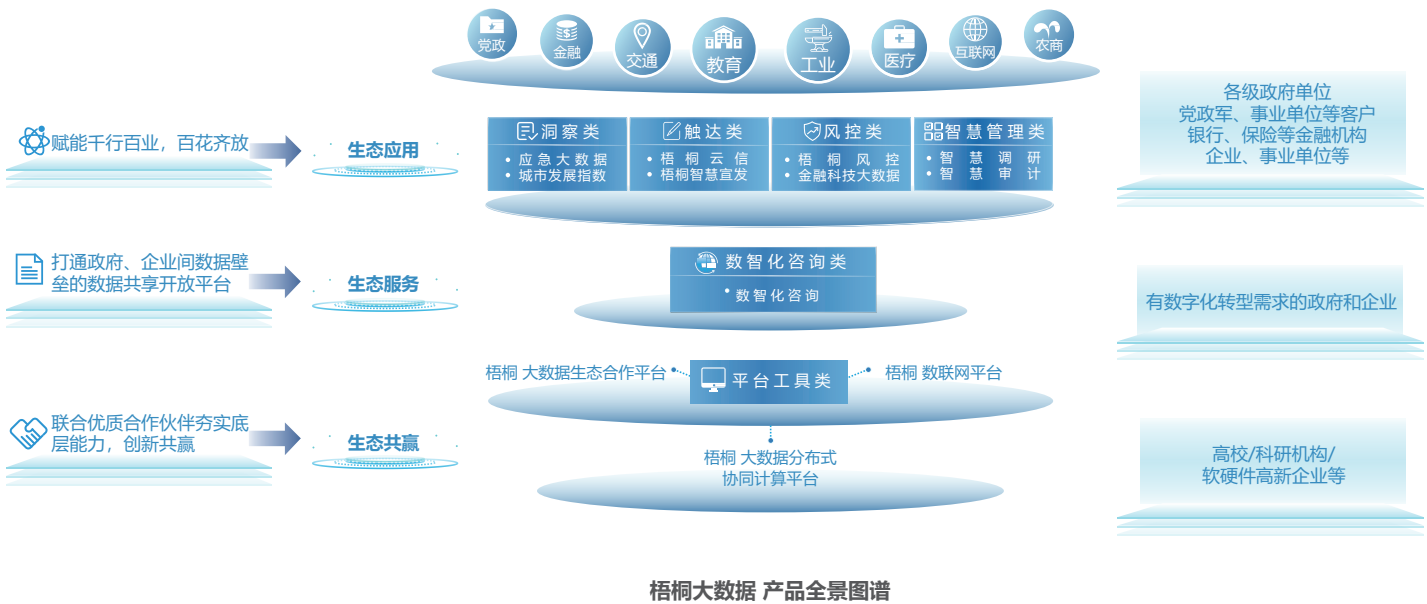 党政
金融
交通
教育
工业
医疗
互联网
农商
赋能千行百业，百花齐放
生态应用
洞察类
• 应急大数据
• 城市发展指数
触达类
• 梧桐云信
• 梧桐智慧宣发
风控类
• 梧桐风控
• 金融科技大数据
智慧管理类
• 智慧调研
• 智慧审计
各级政府单位
党政军、事业单位等客户
银行、保险等金融机构
企业、事业单位等
打通政府、企业间数据壁
垒的数据共享开放平台
生态服务
数智化咨询类
• 数智化咨询
有数字化转型需求的政府和企业
联合优质合作伙伴夯实底
层能力，创新共赢
生态共赢
梧桐 大数据生态合作平台
平台工具类
梧桐 数联网平台
梧桐 大数据分布式
协同计算平台
高校/科研机构/
软硬件高新企业等
梧桐大数据 产品全景图谱